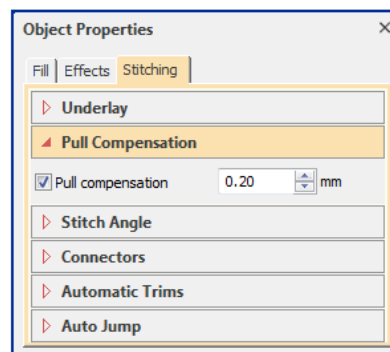 Object Properties
Fill Effects Stitching
Underlay
Pull Compensation
Pull compensation 0.20 mm
Stitch Angle
Connectors
Automatic Trims
Auto Jump